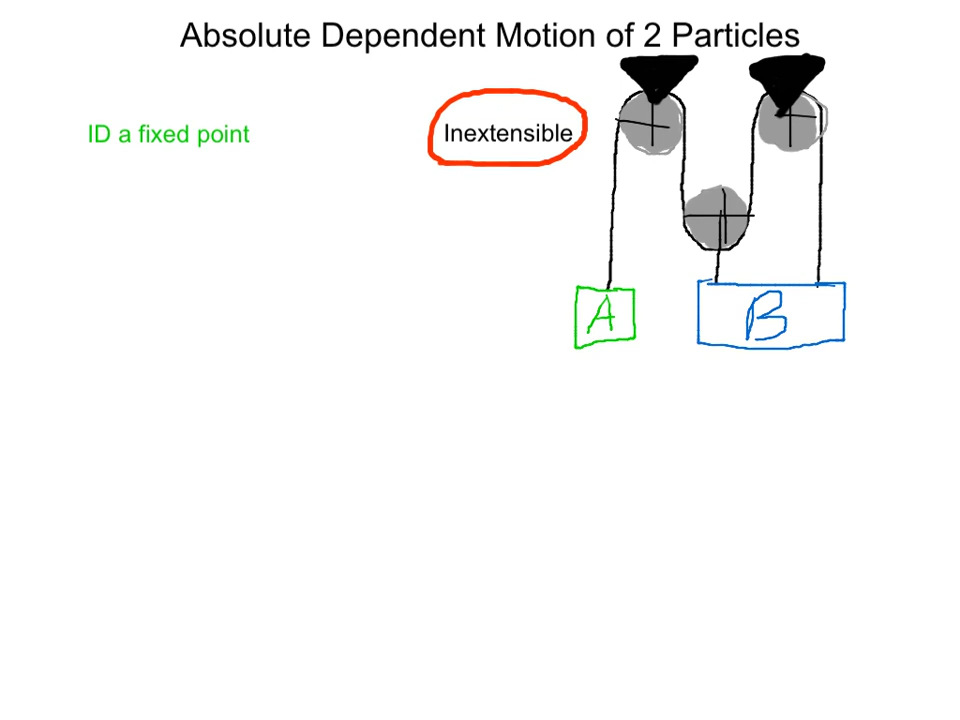 Absolute Dependent Motion of 2 Particles
ID a fixed point
Inextensible
A
B